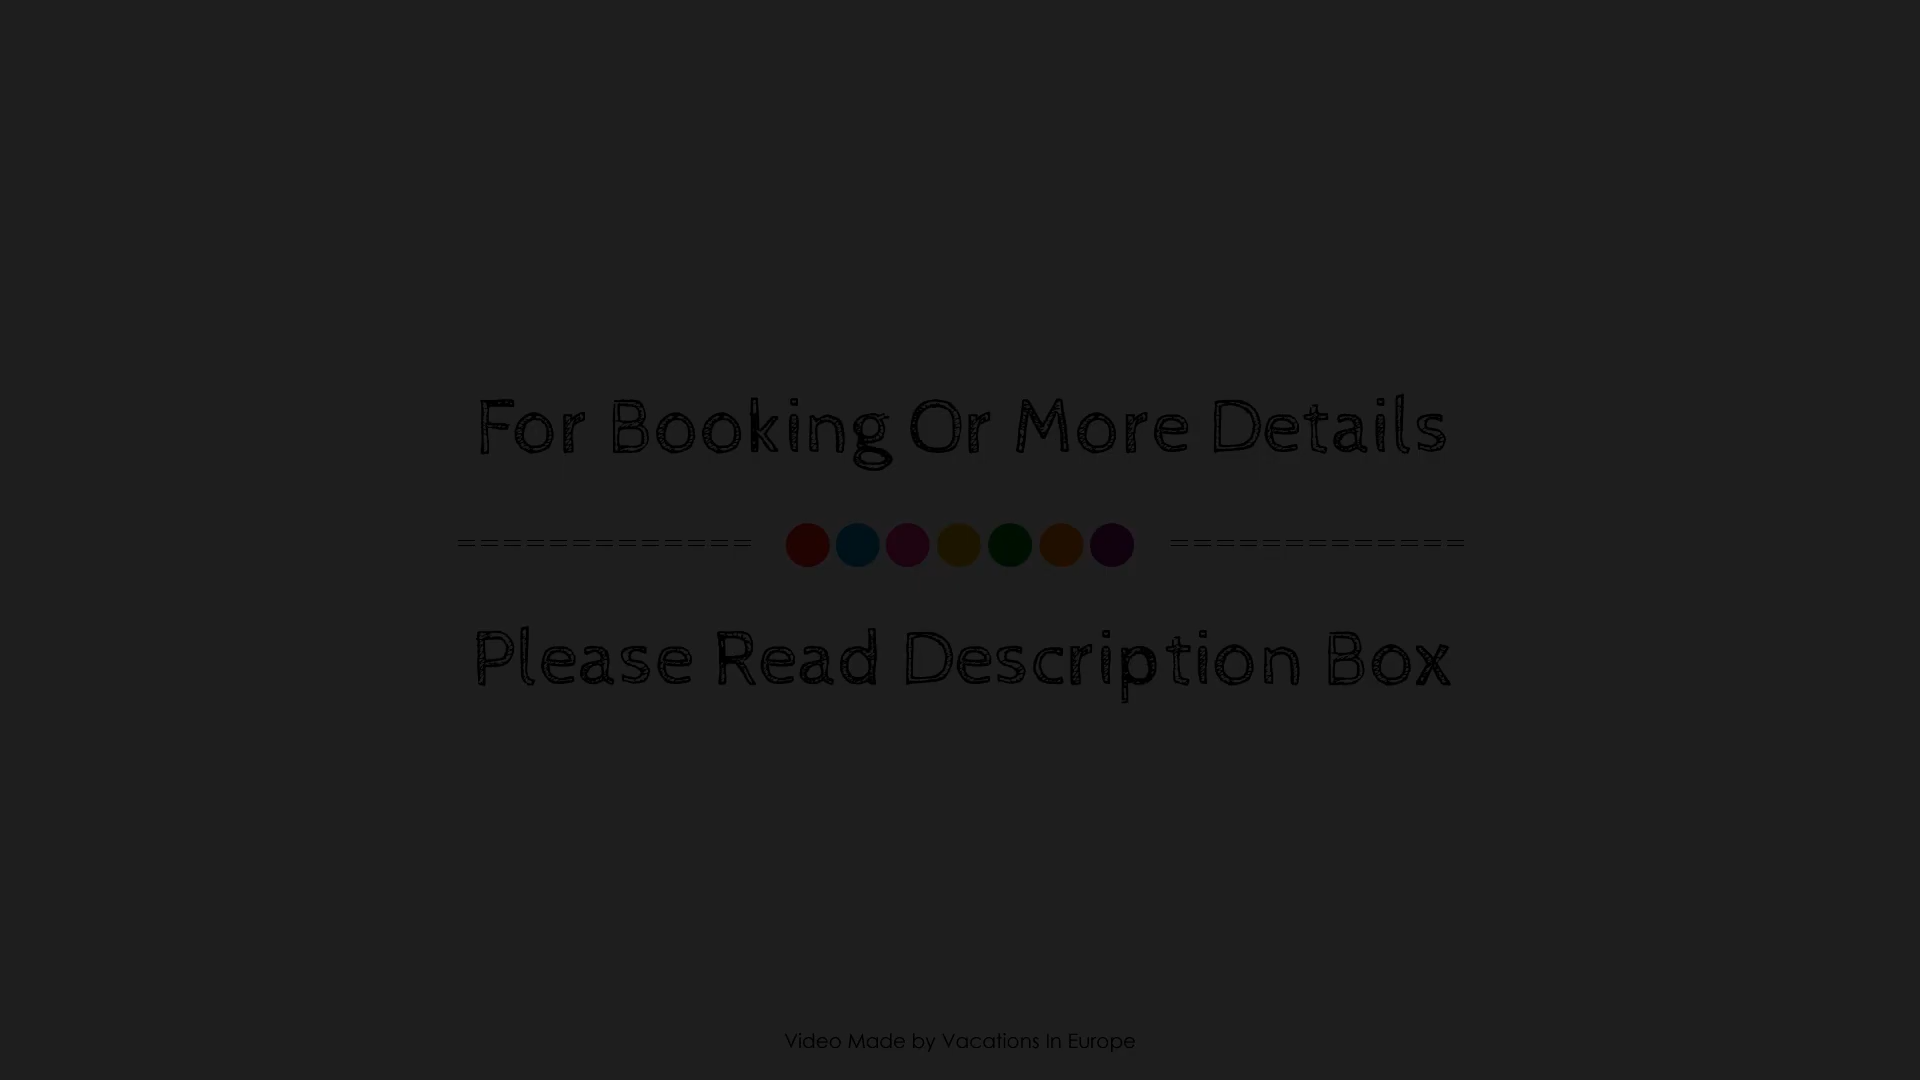 For Booking Or More Details
============= =============
Please Read Description Box
Video Made by Vacations In Europe